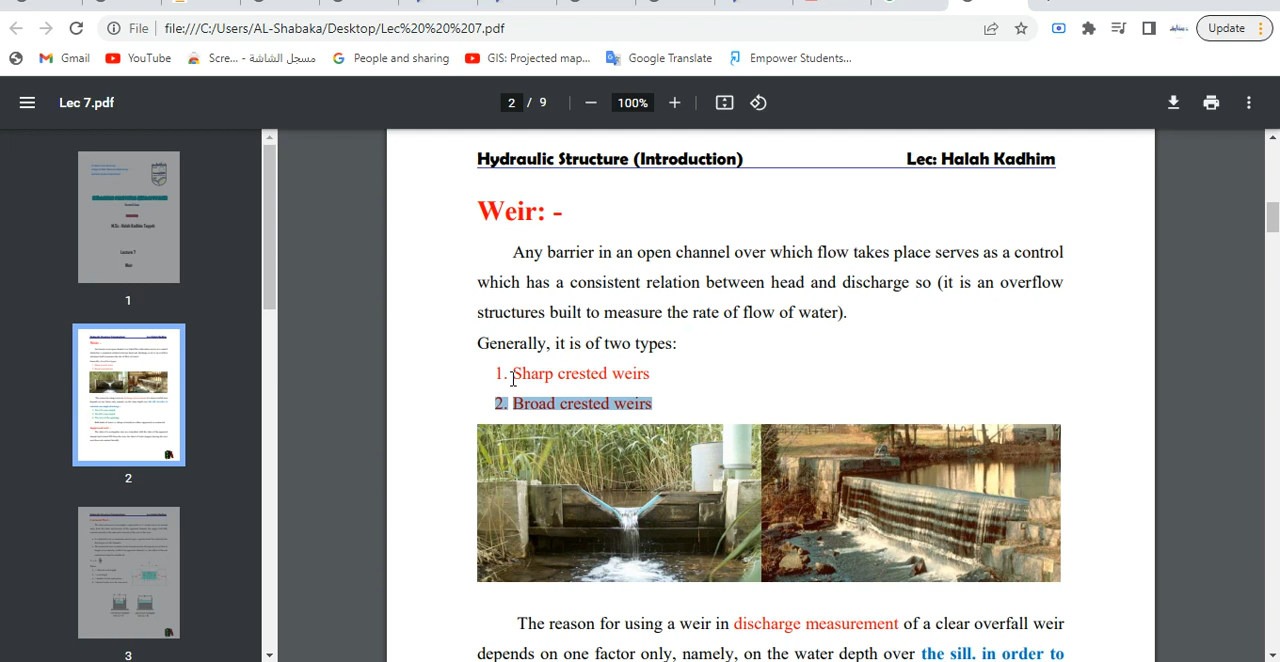 File | file:///C:/Users/AL-Shabaka/Desktop/Lec%20%20%207.pdf
Update
Gmail YouTube Scre... - مسجل الشاشة People and sharing GIS: Projected map... Google Translate Empower Students...
Lec 7.pdf 2 / 9 100%
Hydraulic Structure (Introduction) Lec: Halah Kadhim
Weir: -
Any barrier in an open channel over which flow takes place serves as a control
which has a consistent relation between head and discharge so (it is an overflow
structures built to measure the rate of flow of water).
Generally, it is of two types:
1. Sharp crested weirs
2. Broad crested weirs
The reason for using a weir in discharge measurement of a clear overfall weir
depends on one factor only, namely, on the water depth over the sill. in order to
1
2
3